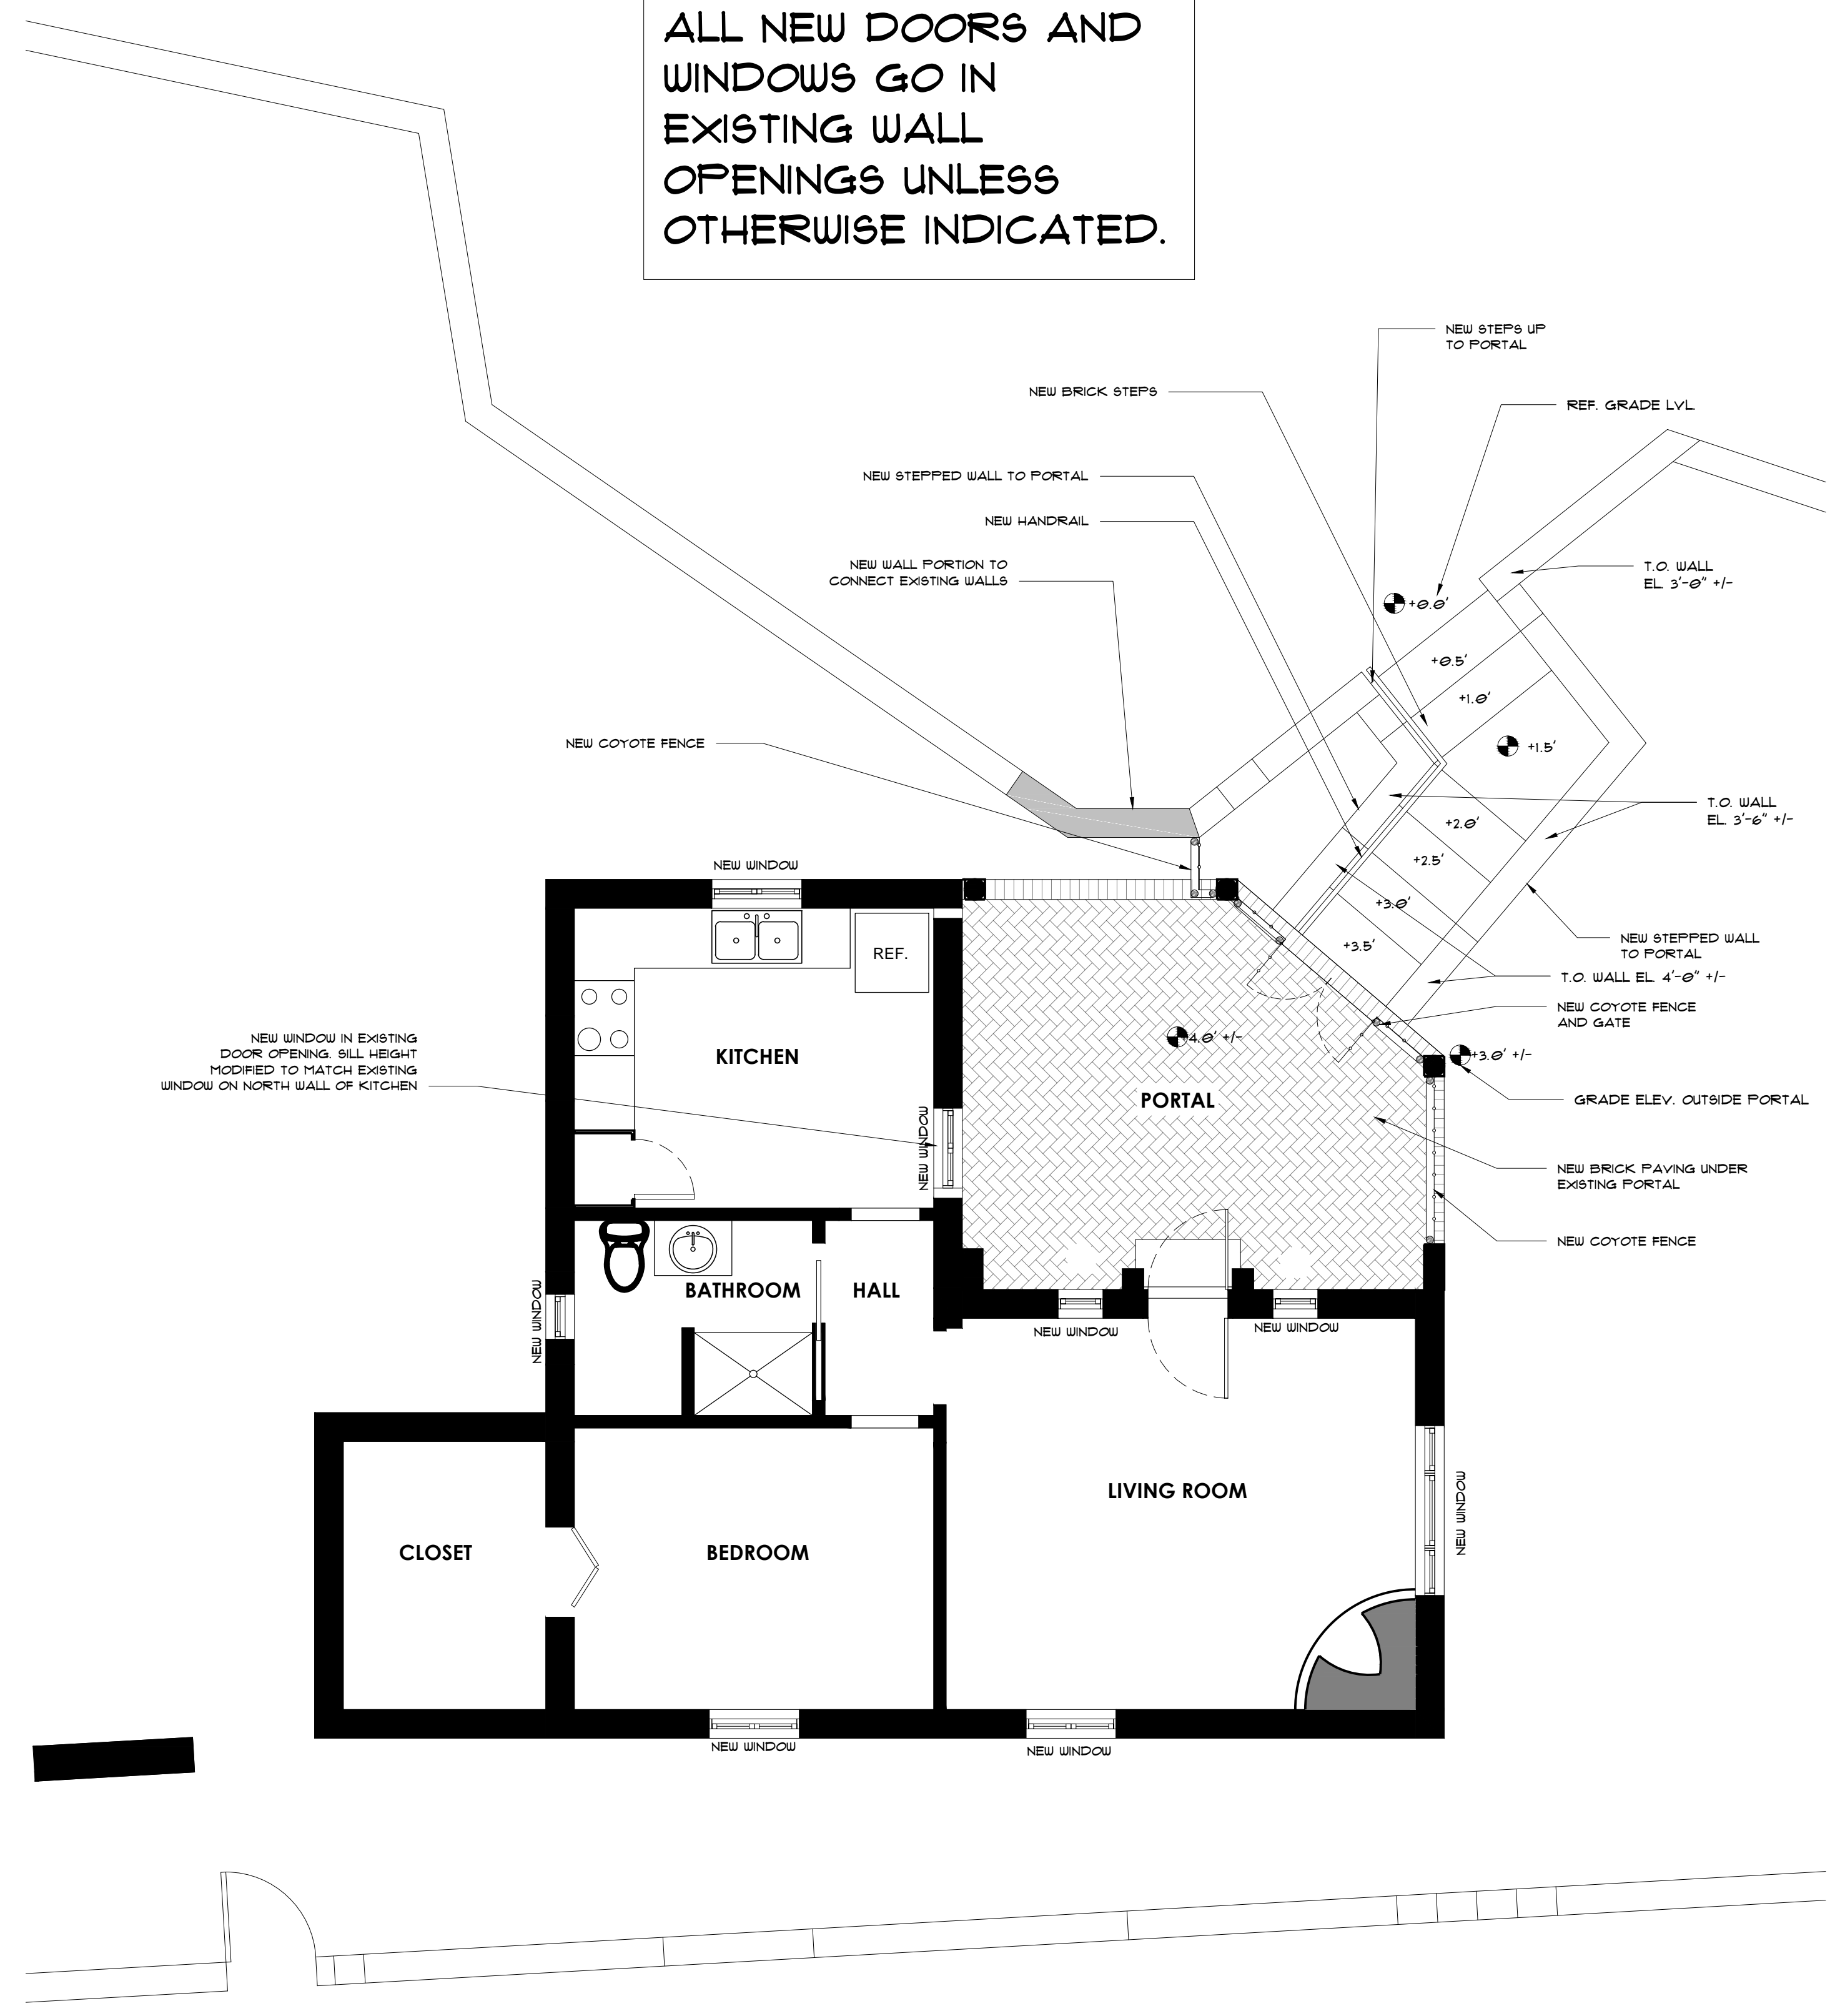 ALL NEW DOORS AND
WINDOWS GO IN
EXISTING WALL
OPENINGS UNLESS
OTHERWISE INDICATED.
NEW STEPS UP
TO PORTAL
NEW BRICK STEPS
REF. GRADE LVL.
NEW STEPPED WALL TO PORTAL
NEW HANDRAIL
NEW WALL PORTION TO
CONNECT EXISTING WALLS
T.O. WALL
EL. 3'-0" +/-
+0.0'
+0.5'
+1.0'
+1.5'
NEW COYOTE FENCE
T.O. WALL
EL. 3'-6" +/-
+2.0'
+2.5'
+3.0'
+3.5'
NEW WINDOW
REF.
NEW STEPPED WALL
TO PORTAL
T.O. WALL EL. 4'-0" +/-
NEW COYOTE FENCE
AND GATE
NEW WINDOW IN EXISTING
DOOR OPENING. SILL HEIGHT
MODIFIED TO MATCH EXISTING
WINDOW ON NORTH WALL OF KITCHEN
KITCHEN
+4.0' +/-
+3.0' +/-
PORTAL
GRADE ELEV. OUTSIDE PORTAL
NEW WINDOW
NEW BRICK PAVING UNDER
EXISTING PORTAL
NEW COYOTE FENCE
BATHROOM
HALL
NEW WINDOW
NEW WINDOW
NEW WINDOW
LIVING ROOM
NEW WINDOW
CLOSET
BEDROOM
NEW WINDOW
NEW WINDOW